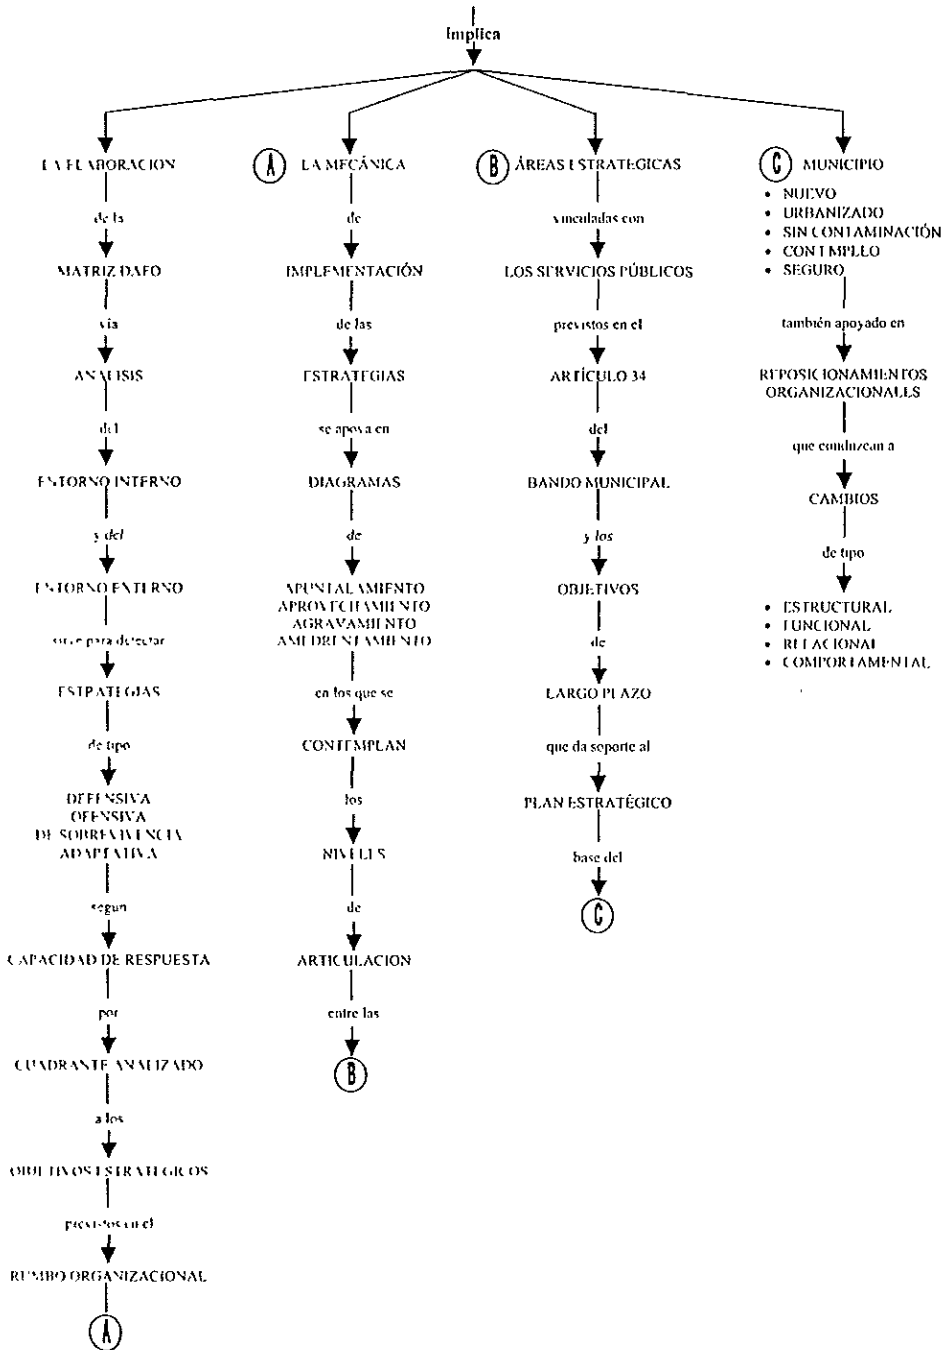 Implica
LA ELABORACION
de la
MATRIZ DAFO
vía
ANALISIS
del
ENTORNO INTERNO
y del
ENTORNO EXTERNO
sirve para detectar
ESTRATEGIAS
de tipo
DEFENSIVA
OFENSIVA
DE SOBREVIVENCIA
ADAPTATIVA
segun
CAPACIDAD DE RESPUESTA
por
CUADRANTE ANALIZADO
a los
OBJETIVOS ESTRATEGICOS
previstos en el
RUMBO ORGANIZACIONAL
A
A LA MECÁNICA
de
IMPLEMENTACIÓN
de las
ESTRATEGIAS
se apoya en
DIAGRAMAS
de
APUNTALAMIENTO
APROVECHAMIENTO
AGRAVAMIENTO
AMEDRENTAMIENTO
en los que se
CONTEMPLAN
los
NIVELES
de
ARTICULACION
entre las
B
B ÁREAS ESTRATEGICAS
vinculadas con
LOS SERVICIOS PÚBLICOS
previstos en el
ARTÍCULO 34
del
BANDO MUNICIPAL
y los
OBJETIVOS
de
LARGO PLAZO
que da soporte al
PLAN ESTRATÉGICO
base del
C
C MUNICIPIO
• NUEVO
• URBANIZADO
• SIN CONTAMINACIÓN
• CON EMPLEO
• SEGURO
también apoyado en
REPOSICIONAMIENTOS
ORGANIZACIONALES
que conduzcan a
CAMBIOS
de tipo
• ESTRUCTURAL
• FUNCIONAL
• RELACIONAL
• COMPORTAMENTAL